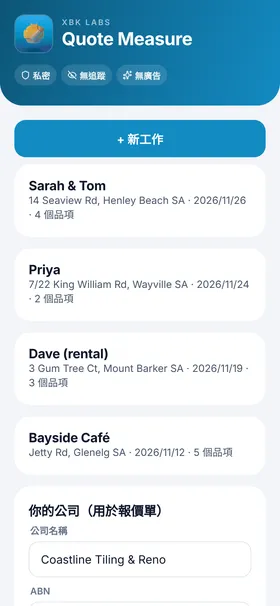 XBK LABS
Quote Measure
私密
無追蹤
無廣告
+ 新工作
Sarah & Tom
14 Seaview Rd, Henley Beach SA · 2026/11/26
· 4 個品項
Priya
7/22 King William Rd, Wayville SA · 2026/11/24
· 2 個品項
Dave (rental)
3 Gum Tree Ct, Mount Barker SA · 2026/11/19 ·
3 個品項
Bayside Café
Jetty Rd, Glenelg SA · 2026/11/12 · 5 個品項
你的公司（用於報價單）
公司名稱
Coastline Tiling & Reno
ABN